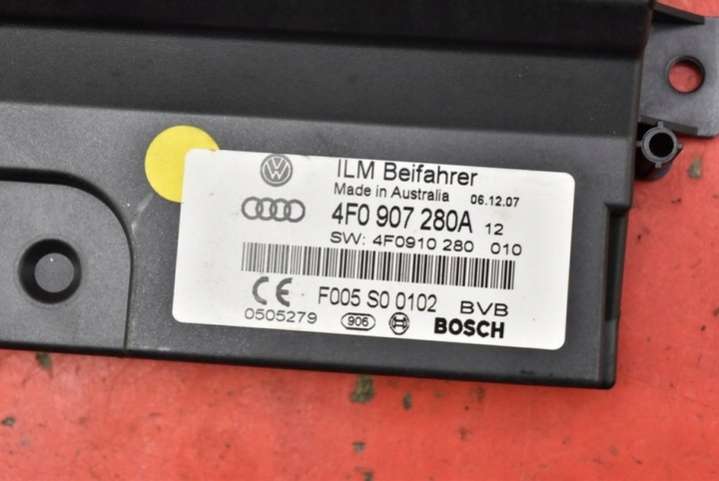 ILM Beifahrer
Made in Australia 06.12.07
4F0 907 280A 12
SW: 4F0910 280 010
CE F005 S0 0102 BVB
0505279 906 BOSCH